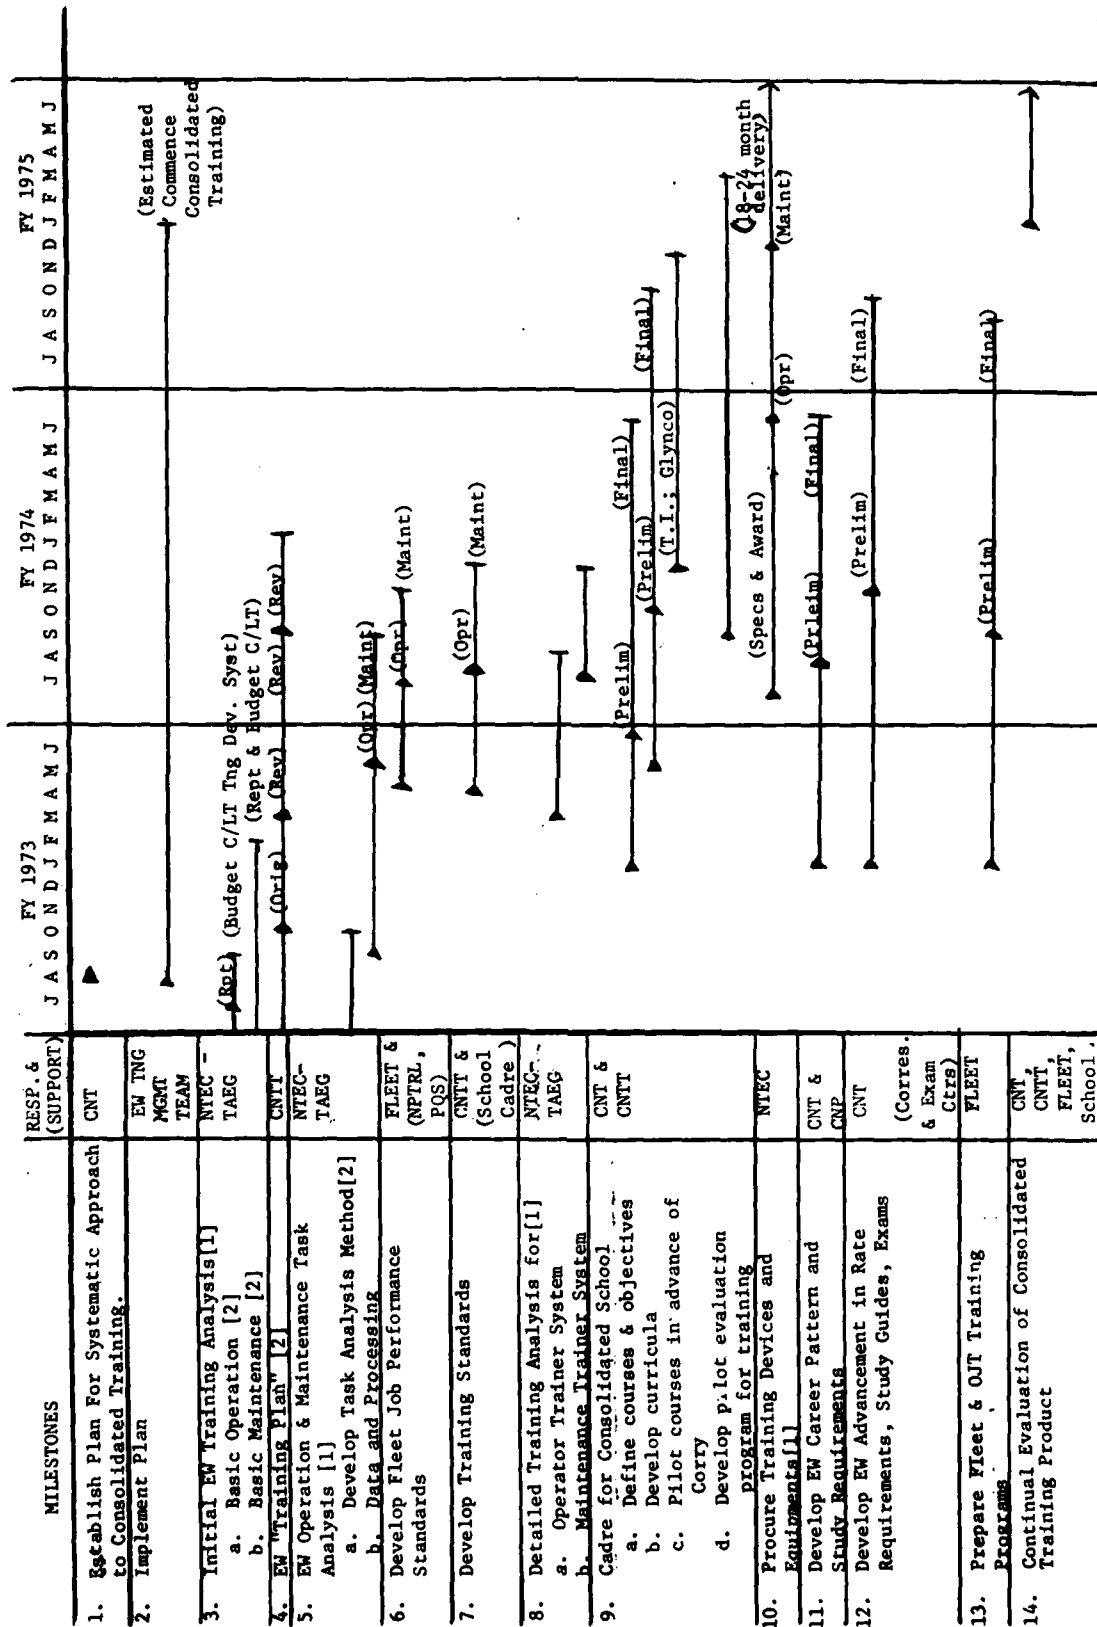 MILESTONES
RESP. &
(SUPPORT)
FY 1973
J A S O N D J F M A M J
FY 1974
J A S O N D J F M A M J
FY 1975
J A S O N D J F M A M J
1. Establish Plan For Systematic Approach
to Consolidated Training.
CNT
2. Implement Plan
EW TNG
MGMT
TEAM
(Estimated
Commence
Consolidated
Training)
3. Initial EW Training Analysis[1]
a. Basic Operation [2]
b. Basic Maintenance [2]
NTEC -
TAEG
(Rpt) (Budget C/LT Tng Dev. Syst)
(Rept & Budget C/LT)
4. EW "Training Plan" [2]
CNTT
(Orig) (Rev) (Rev) (Rev)
5. EW Operation & Maintenance Task
Analysis [1]
a. Develop Task Analysis Method[2]
b. Data and Processing
NTEC-
TAEG
(Opr) (Maint)
6. Develop Fleet Job Performance
Standards
FLEET &
(NPTRL,
PQS)
(Opr) (Maint)
7. Develop Training Standards
CNTT &
(School
Cadre)
(Opr) (Maint)
8. Detailed Training Analysis for[1]
a. Operator Trainer System
b. Maintenance Trainer System
NTEC-
TAEG
9. Cadre for Consolidated School
a. Define courses & objectives
b. Develop curricula
c. Pilot courses in advance of
Corry
d. Develop pilot evaluation
program for training
CNT &
CNTT
(Prelim) (Final)
(Prelim) (Final)
(T.I.; Glynco)
10. Procure Training Devices and
Equipments[1]
NTEC
(Specs & Award) (Opr) (Maint)
(18-24 month
delivery)
11. Develop EW Career Pattern and
Study Requirements
CNT &
CNP
(Prleim) (Final)
12. Develop EW Advancement in Rate
Requirements, Study Guides, Exams
CNT
(Corres.
& Exam
Ctrs)
(Prelim) (Final)
13. Prepare Fleet & OJT Training
Programs
FLEET
(Prelim) (Final)
14. Continual Evaluation of Consolidated
Training Product
CNT,
CNTT,
FLEET,
School.